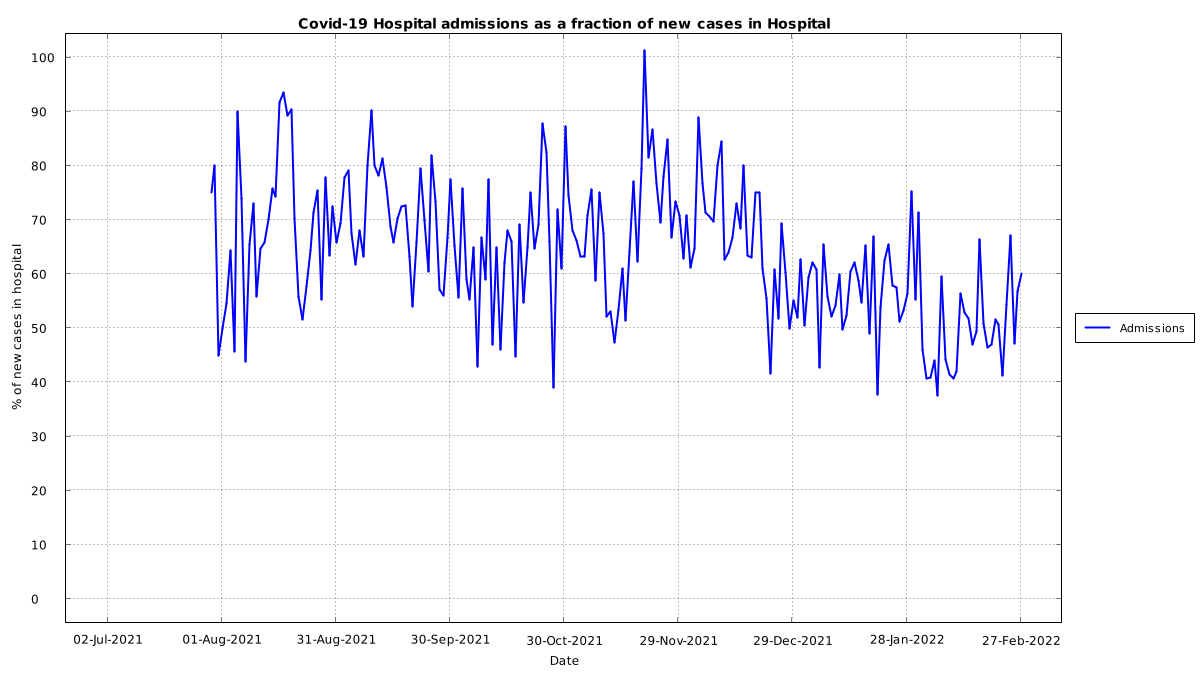 Covid-19 Hospital admissions as a fraction of new cases in Hospital
% of new cases in hospital
100
90
80
70
60
50
40
30
20
10
0
02-Jul-2021 01-Aug-2021 31-Aug-2021 30-Sep-2021 30-Oct-2021 29-Nov-2021 29-Dec-2021 28-Jan-2022 27-Feb-2022
Date
Admissions